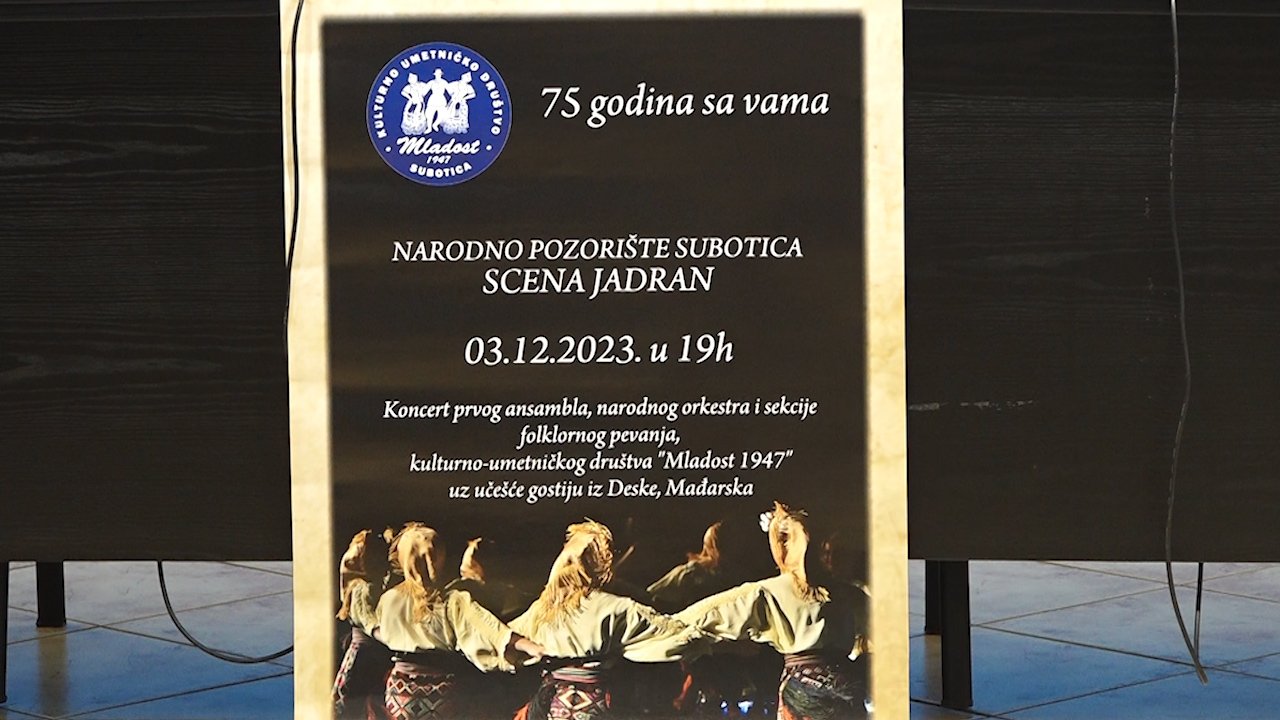 KULTURNO UMETNIČKO DRUŠTVO
Mladost
1947
SUBOTICA
75 godina sa vama
NARODNO POZORIŠTE SUBOTICA
SCENA JADRAN
03.12.2023. u 19h
Koncert prvog ansambla, narodnog orkestra i sekcije
folklornog pevanja,
kulturno-umetničkog društva "Mladost 1947"
uz učešće gostiju iz Deske, Mađarska